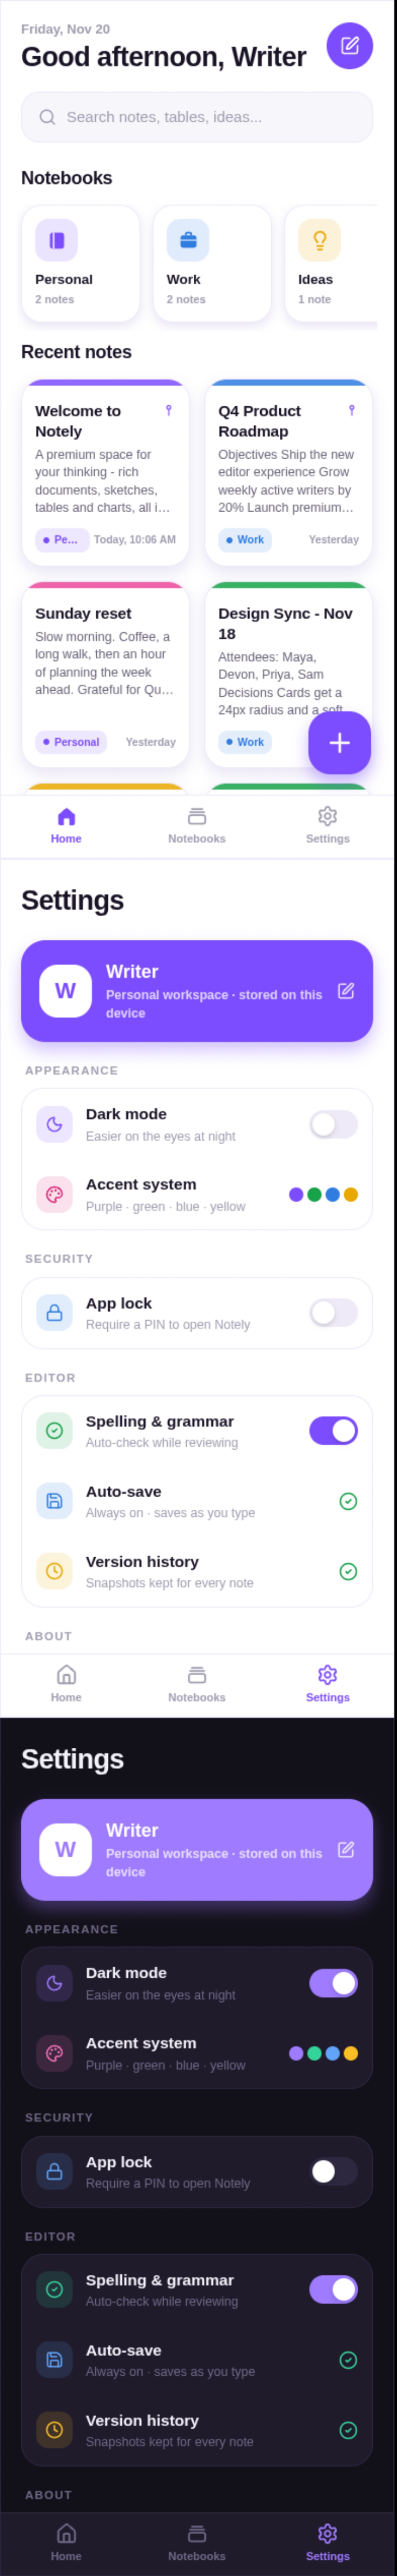 Friday, Nov 20
Good afternoon, Writer
Search notes, tables, ideas...
Notebooks
Personal
2 notes
Work
2 notes
Ideas
1 note
Recent notes
Welcome to
Notely
A premium space for
your thinking - rich
documents, sketches,
tables and charts, all i...
Pe...
Today, 10:06 AM
Q4 Product
Roadmap
Objectives Ship the new
editor experience Grow
weekly active writers by
20% Launch premium...
Work
Yesterday
Sunday reset
Slow morning. Coffee, a
long walk, then an hour
of planning the week
ahead. Grateful for Qu...
Personal
Yesterday
Design Sync - Nov
18
Attendees: Maya,
Devon, Priya, Sam
Decisions Cards get a
24px radius and a soft
Work
Home
Notebooks
Settings
Settings
W
Writer
Personal workspace · stored on this
device
APPEARANCE
Dark mode
Easier on the eyes at night
Accent system
Purple · green · blue · yellow
SECURITY
App lock
Require a PIN to open Notely
EDITOR
Spelling & grammar
Auto-check while reviewing
Auto-save
Always on · saves as you type
Version history
Snapshots kept for every note
ABOUT
Home
Notebooks
Settings
Settings
W
Writer
Personal workspace · stored on this
device
APPEARANCE
Dark mode
Easier on the eyes at night
Accent system
Purple · green · blue · yellow
SECURITY
App lock
Require a PIN to open Notely
EDITOR
Spelling & grammar
Auto-check while reviewing
Auto-save
Always on · saves as you type
Version history
Snapshots kept for every note
ABOUT
Home
Notebooks
Settings